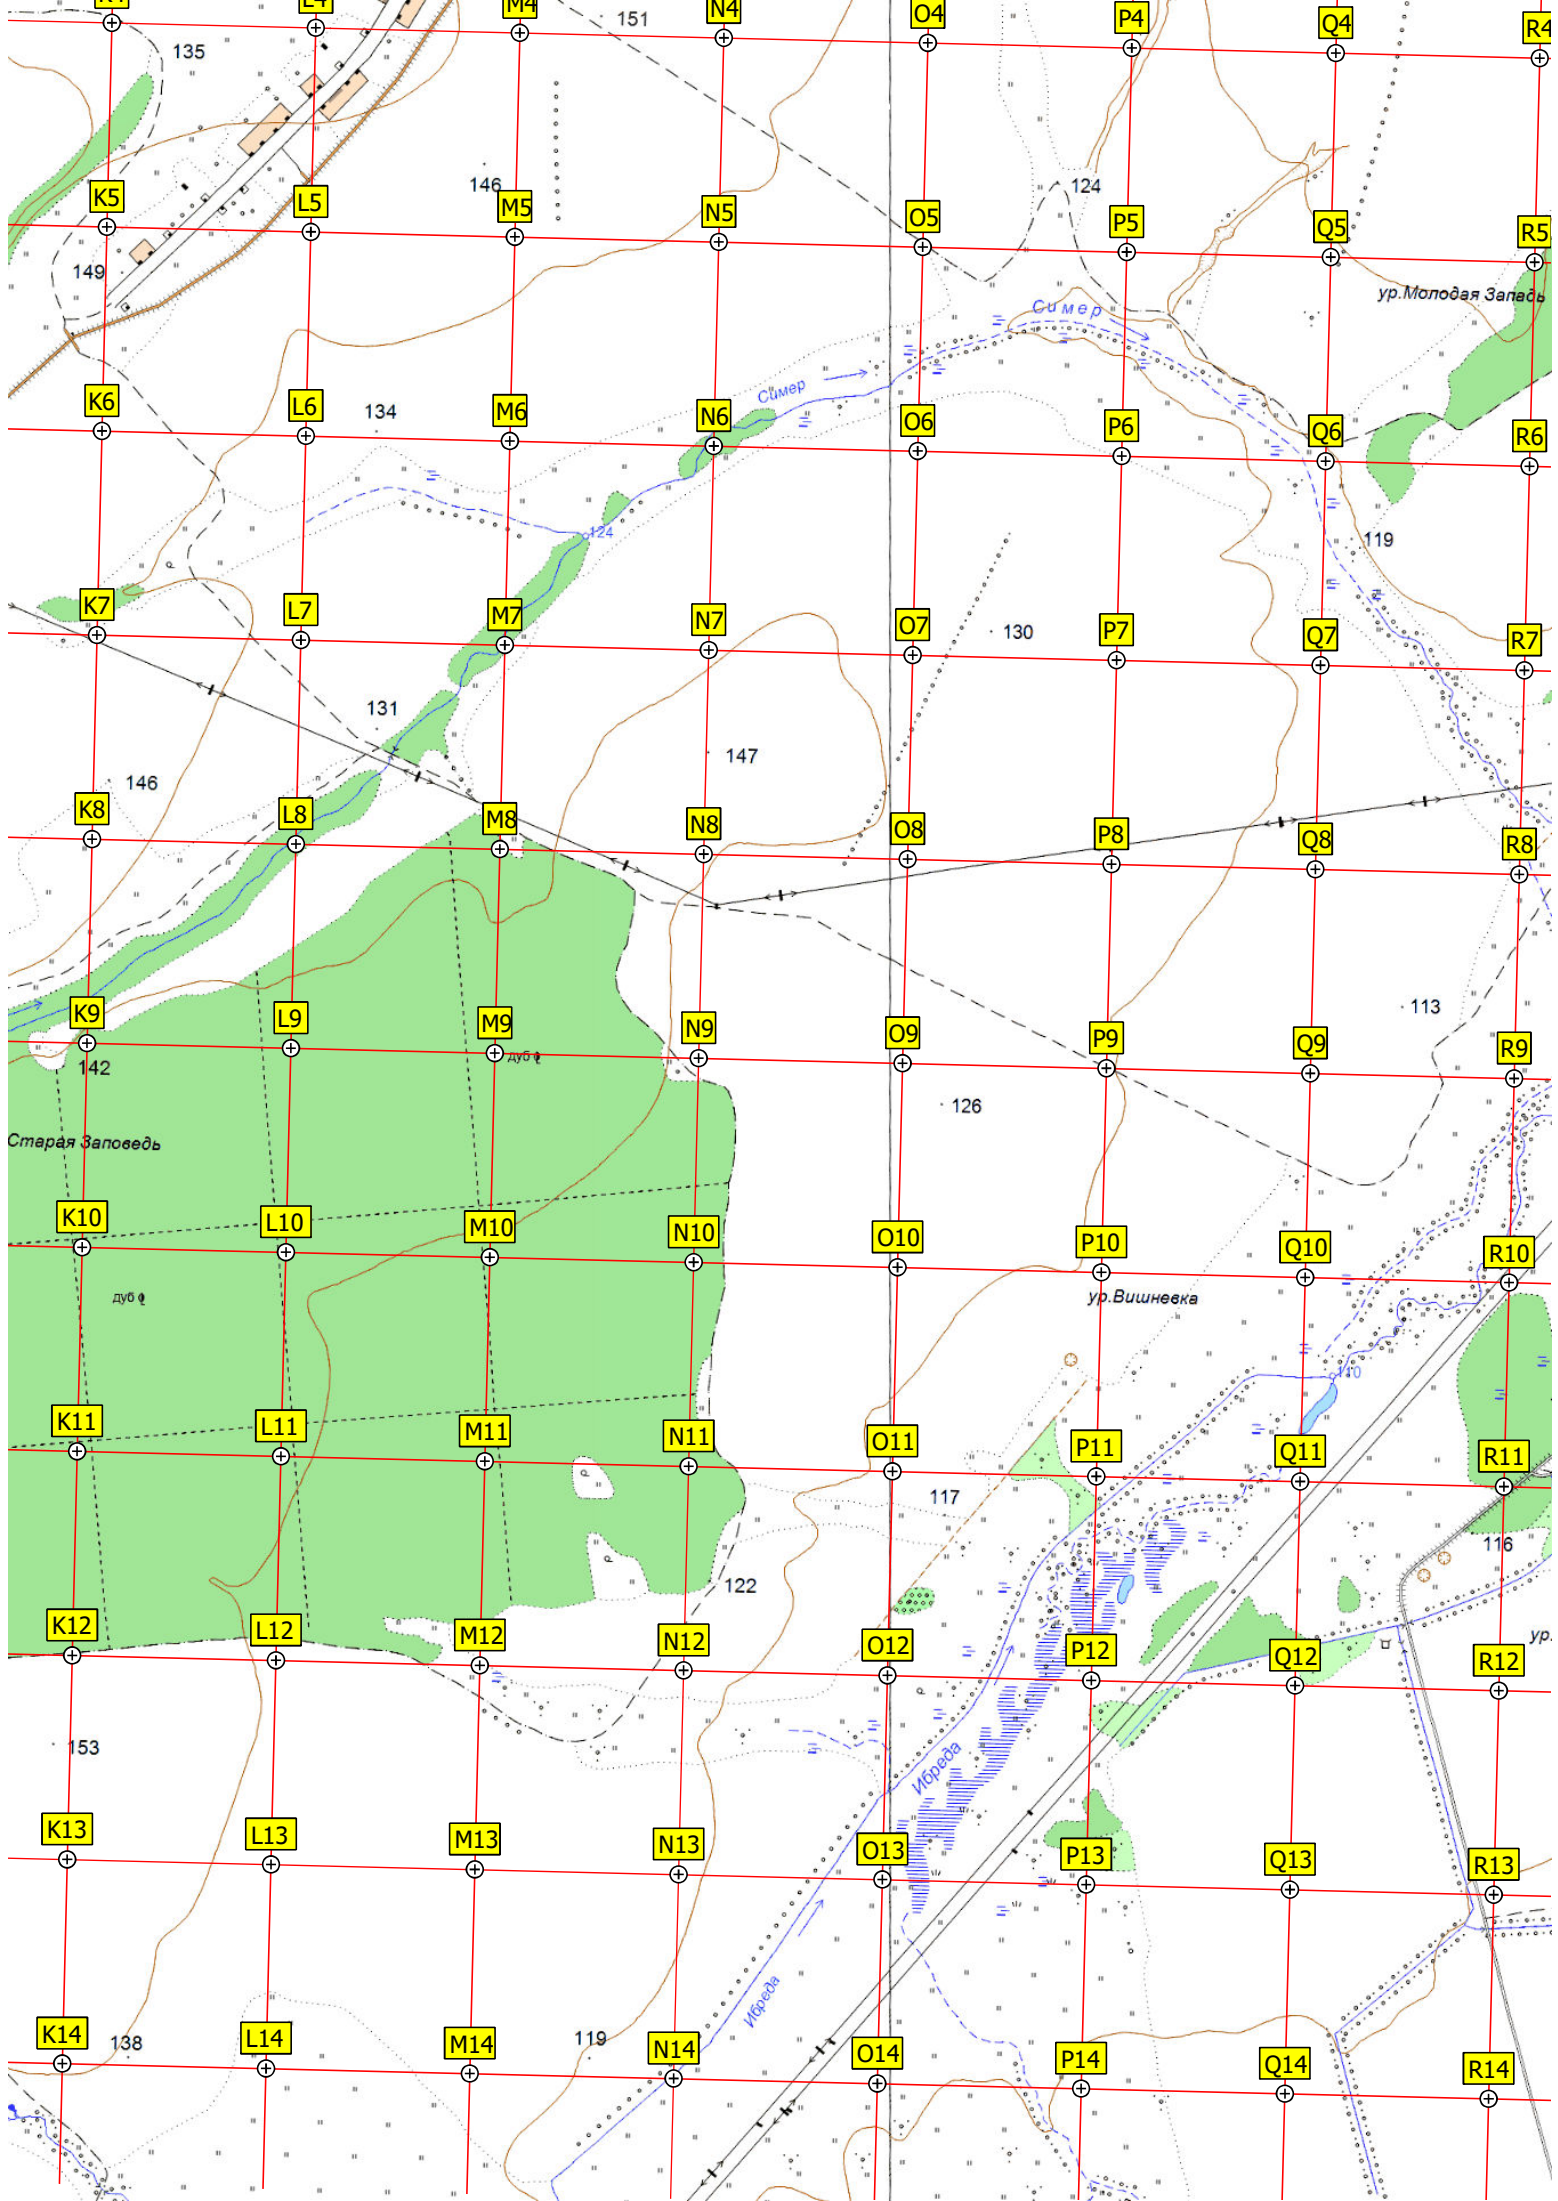 K4 L4 M4 N4 O4 P4 Q4 R4
151
135
146
124
K5 L5 M5 N5 O5 P5 Q5 R5
149
ур.Молодая Западь
Симер
Симер
134
K6 L6 M6 N6 O6 P6 Q6 R6
124
119
K7 L7 M7 N7 O7 P7 Q7 R7
130
131
147
146
K8 L8 M8 N8 O8 P8 Q8 R8
113
K9 L9 M9 N9 O9 P9 Q9 R9
дуб
142
126
Старая Заповедь
K10 L10 M10 N10 O10 P10 Q10 R10
дуб
ур.Вишневка
110
K11 L11 M11 N11 O11 P11 Q11 R11
117
116
122
K12 L12 M12 N12 O12 P12 Q12 R12
ур.
153
Ибреда
K13 L13 M13 N13 O13 P13 Q13 R13
Ибреда
138
119
K14 L14 M14 N14 O14 P14 Q14 R14